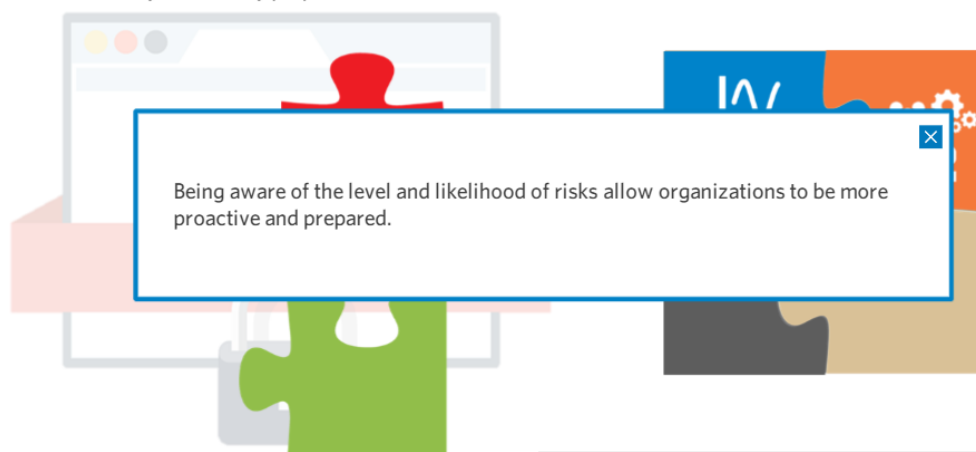 Being aware of the level and likelihood of risks allow organizations to be more
proactive and prepared.